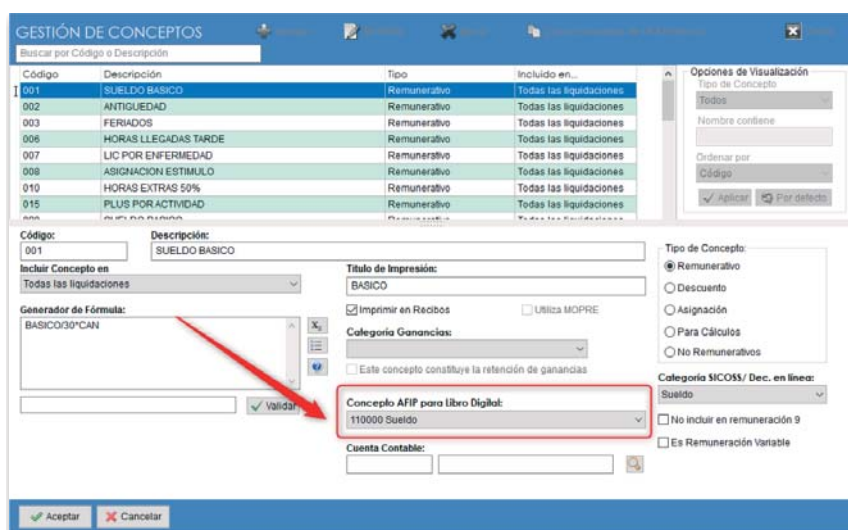 GESTIÓN DE CONCEPTOS
Buscar por Código o Descripción
Código Descripción Tipo Incluido en...
001 SUELDO BASICO Remunerativo Todas las liquidaciones
002 ANTIGUEDAD Remunerativo Todas las liquidaciones
003 FERIADOS Remunerativo Todas las liquidaciones
006 HORAS LLEGADAS TARDE Remunerativo Todas las liquidaciones
007 LIC POR ENFERMEDAD Remunerativo Todas las liquidaciones
008 ASIGNACION ESTIMULO Remunerativo Todas las liquidaciones
010 HORAS EXTRAS 50% Remunerativo Todas las liquidaciones
015 PLUS POR ACTIVIDAD Remunerativo Todas las liquidaciones
Opciones de Visualización
Tipo de Concepto
Todos
Nombre contiene
Ordenar por
Código
Aplicar Por defecto
Código: Descripción:
001 SUELDO BASICO
Incluir Concepto en
Todas las liquidaciones
Generador de Fórmula:
BASICO/30*CAN
Validar
Titulo de Impresión:
BASICO
Imprimir en Recibos Utiliza MOPRE
Categoría Ganancias:
Este concepto constituye la retención de ganancias
Concepto AFIP para Libro Digital:
110000 Sueldo
Cuenta Contable:
Tipo de Concepto:
Remunerativo
Descuento
Asignación
Para Cálculos
No Remunerativos
Categoría SICOSS/ Dec. en línea:
Sueldo
No incluir en remuneración 9
Es Remuneración Variable
Aceptar Cancelar